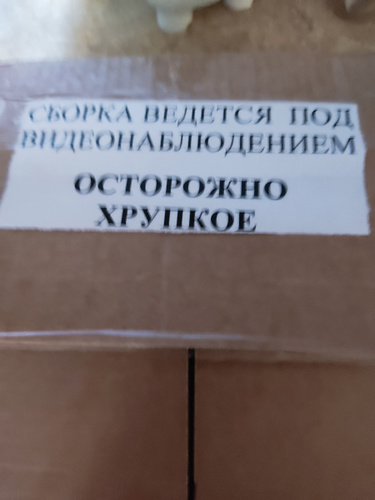 СБОРКА ВЕДЕТСЯ ПОД
ВИДЕОНАБЛЮДЕНИЕМ
ОСТОРОЖНО
ХРУПКОЕ